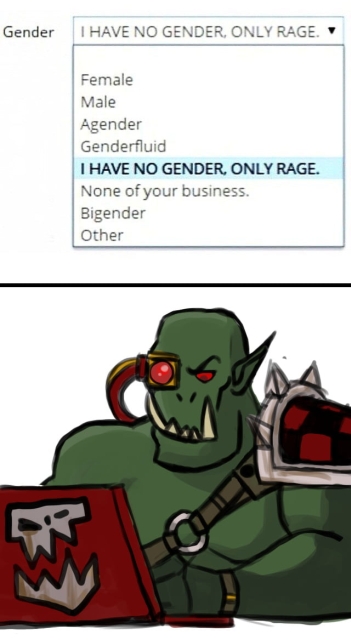 Gender I HAVE NO GENDER, ONLY RAGE. ▼
Female
Male
Agender
Genderfluid
I HAVE NO GENDER, ONLY RAGE.
None of your business.
Bigender
Other